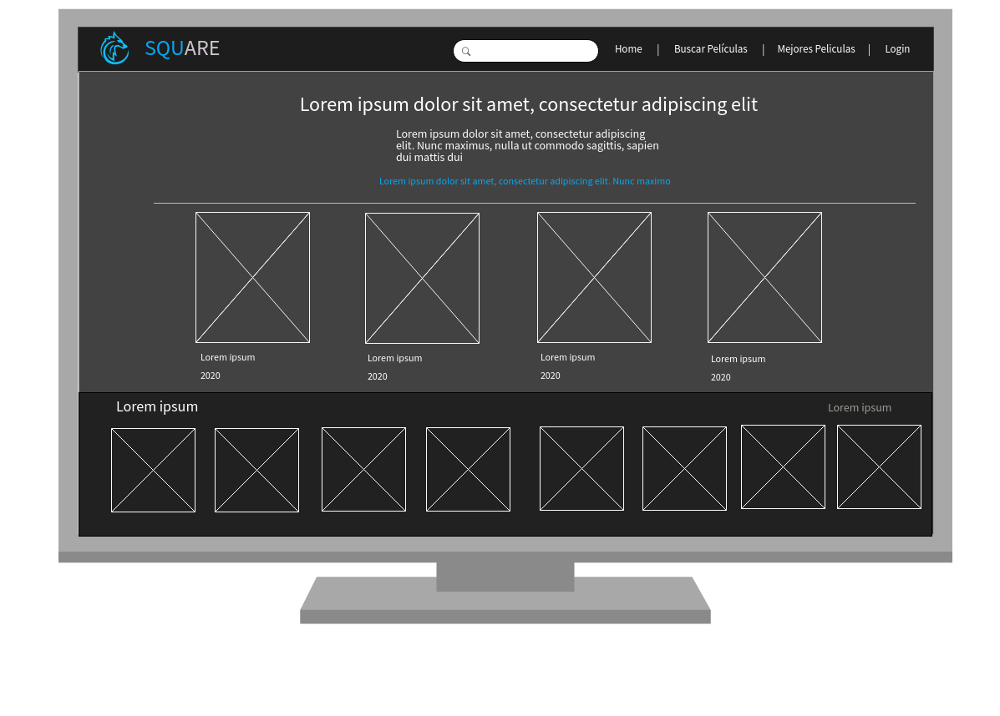 SQUARE
Home | Buscar Películas | Mejores Peliculas | Login
Lorem ipsum dolor sit amet, consectetur adipiscing elit
Lorem ipsum dolor sit amet, consectetur adipiscing
elit. Nunc maximus, nulla ut commodo sagittis, sapien
dui mattis dui
Lorem ipsum dolor sit amet, consectetur adipiscing elit. Nunc maximo
Lorem ipsum
2020
Lorem ipsum
2020
Lorem ipsum
2020
Lorem ipsum
2020
Lorem ipsum
Lorem ipsum